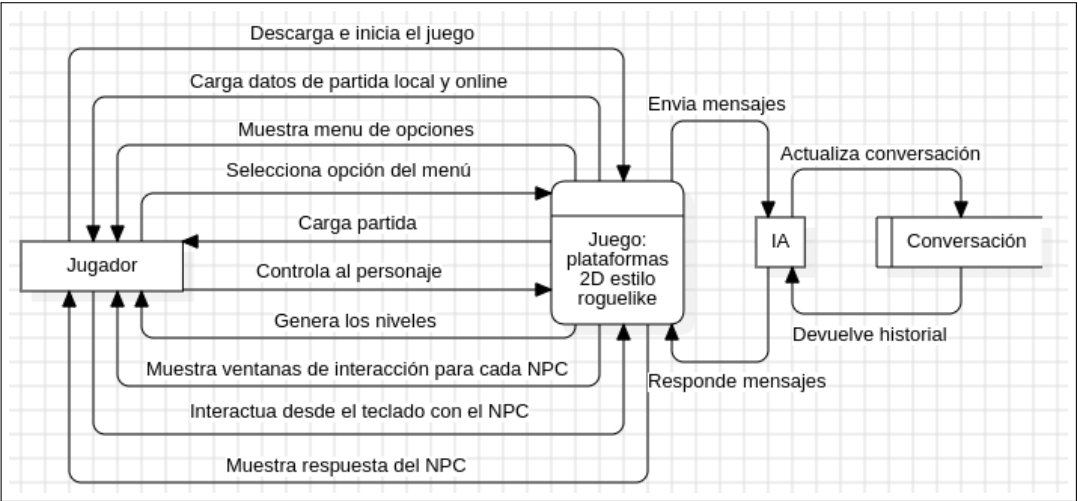 Descarga e inicia el juego
Carga datos de partida local y online
Muestra menu de opciones
Selecciona opción del menú
Carga partida
Controla al personaje
Genera los niveles
Muestra ventanas de interacción para cada NPC
Interactua desde el teclado con el NPC
Muestra respuesta del NPC
Jugador
Juego:
plataformas
2D estilo
roguelike
Envia mensajes
Responde mensajes
IA
Actualiza conversación
Conversación
Devuelve historial